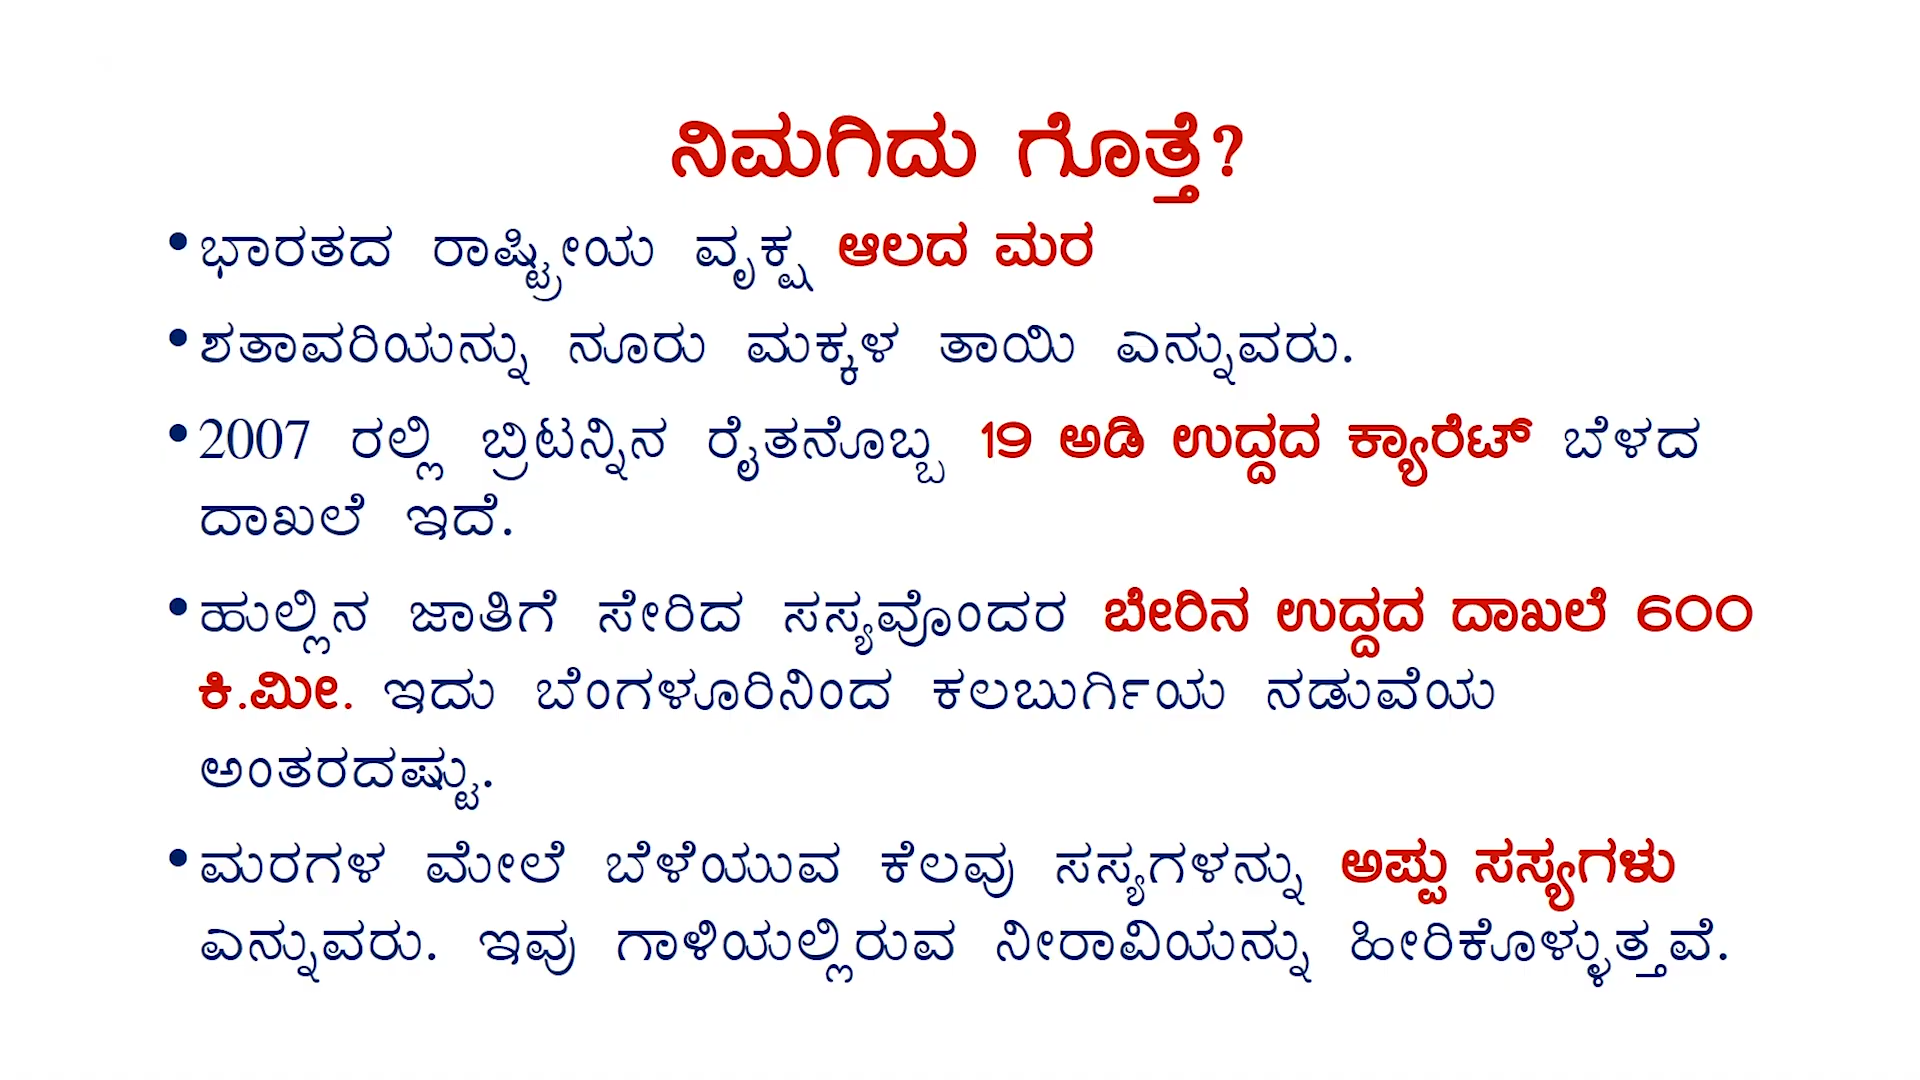 ನಿಮಗಿದು ಗೊತ್ತೆ?
•ಭಾರತದ ರಾಷ್ಟ್ರೀಯ ವೃಕ್ಷ ಆಲದ ಮರ
•ಶತಾವರಿಯನ್ನು ನೂರು ಮಕ್ಕಳ ತಾಯಿ ಎನ್ನುವರು.
•2007 ರಲ್ಲಿ ಬ್ರಿಟನ್ನಿನ ರೈತನೊಬ್ಬ 19 ಅಡಿ ಉದ್ದದ ಕ್ಯಾರೆಟ್ ಬೆಳದ
ದಾಖಲೆ ಇದೆ.
•ಹುಲ್ಲಿನ ಜಾತಿಗೆ ಸೇರಿದ ಸಸ್ಯವೊಂದರ ಬೇರಿನ ಉದ್ದದ ದಾಖಲೆ 600
ಕಿ.ಮೀ. ಇದು ಬೆಂಗಳೂರಿನಿಂದ ಕಲಬುರ್ಗಿಯ ನಡುವೆಯ
ಅಂತರದಷ್ಟು.
•ಮರಗಳ ಮೇಲೆ ಬೆಳೆಯುವ ಕೆಲವು ಸಸ್ಯಗಳನ್ನು ಅಪ್ಪು ಸಸ್ಯಗಳು
ಎನ್ನುವರು. ಇವು ಗಾಳಿಯಲ್ಲಿರುವ ನೀರಾವಿಯನ್ನು ಹೀರಿಕೊಳ್ಳುತ್ತವೆ.